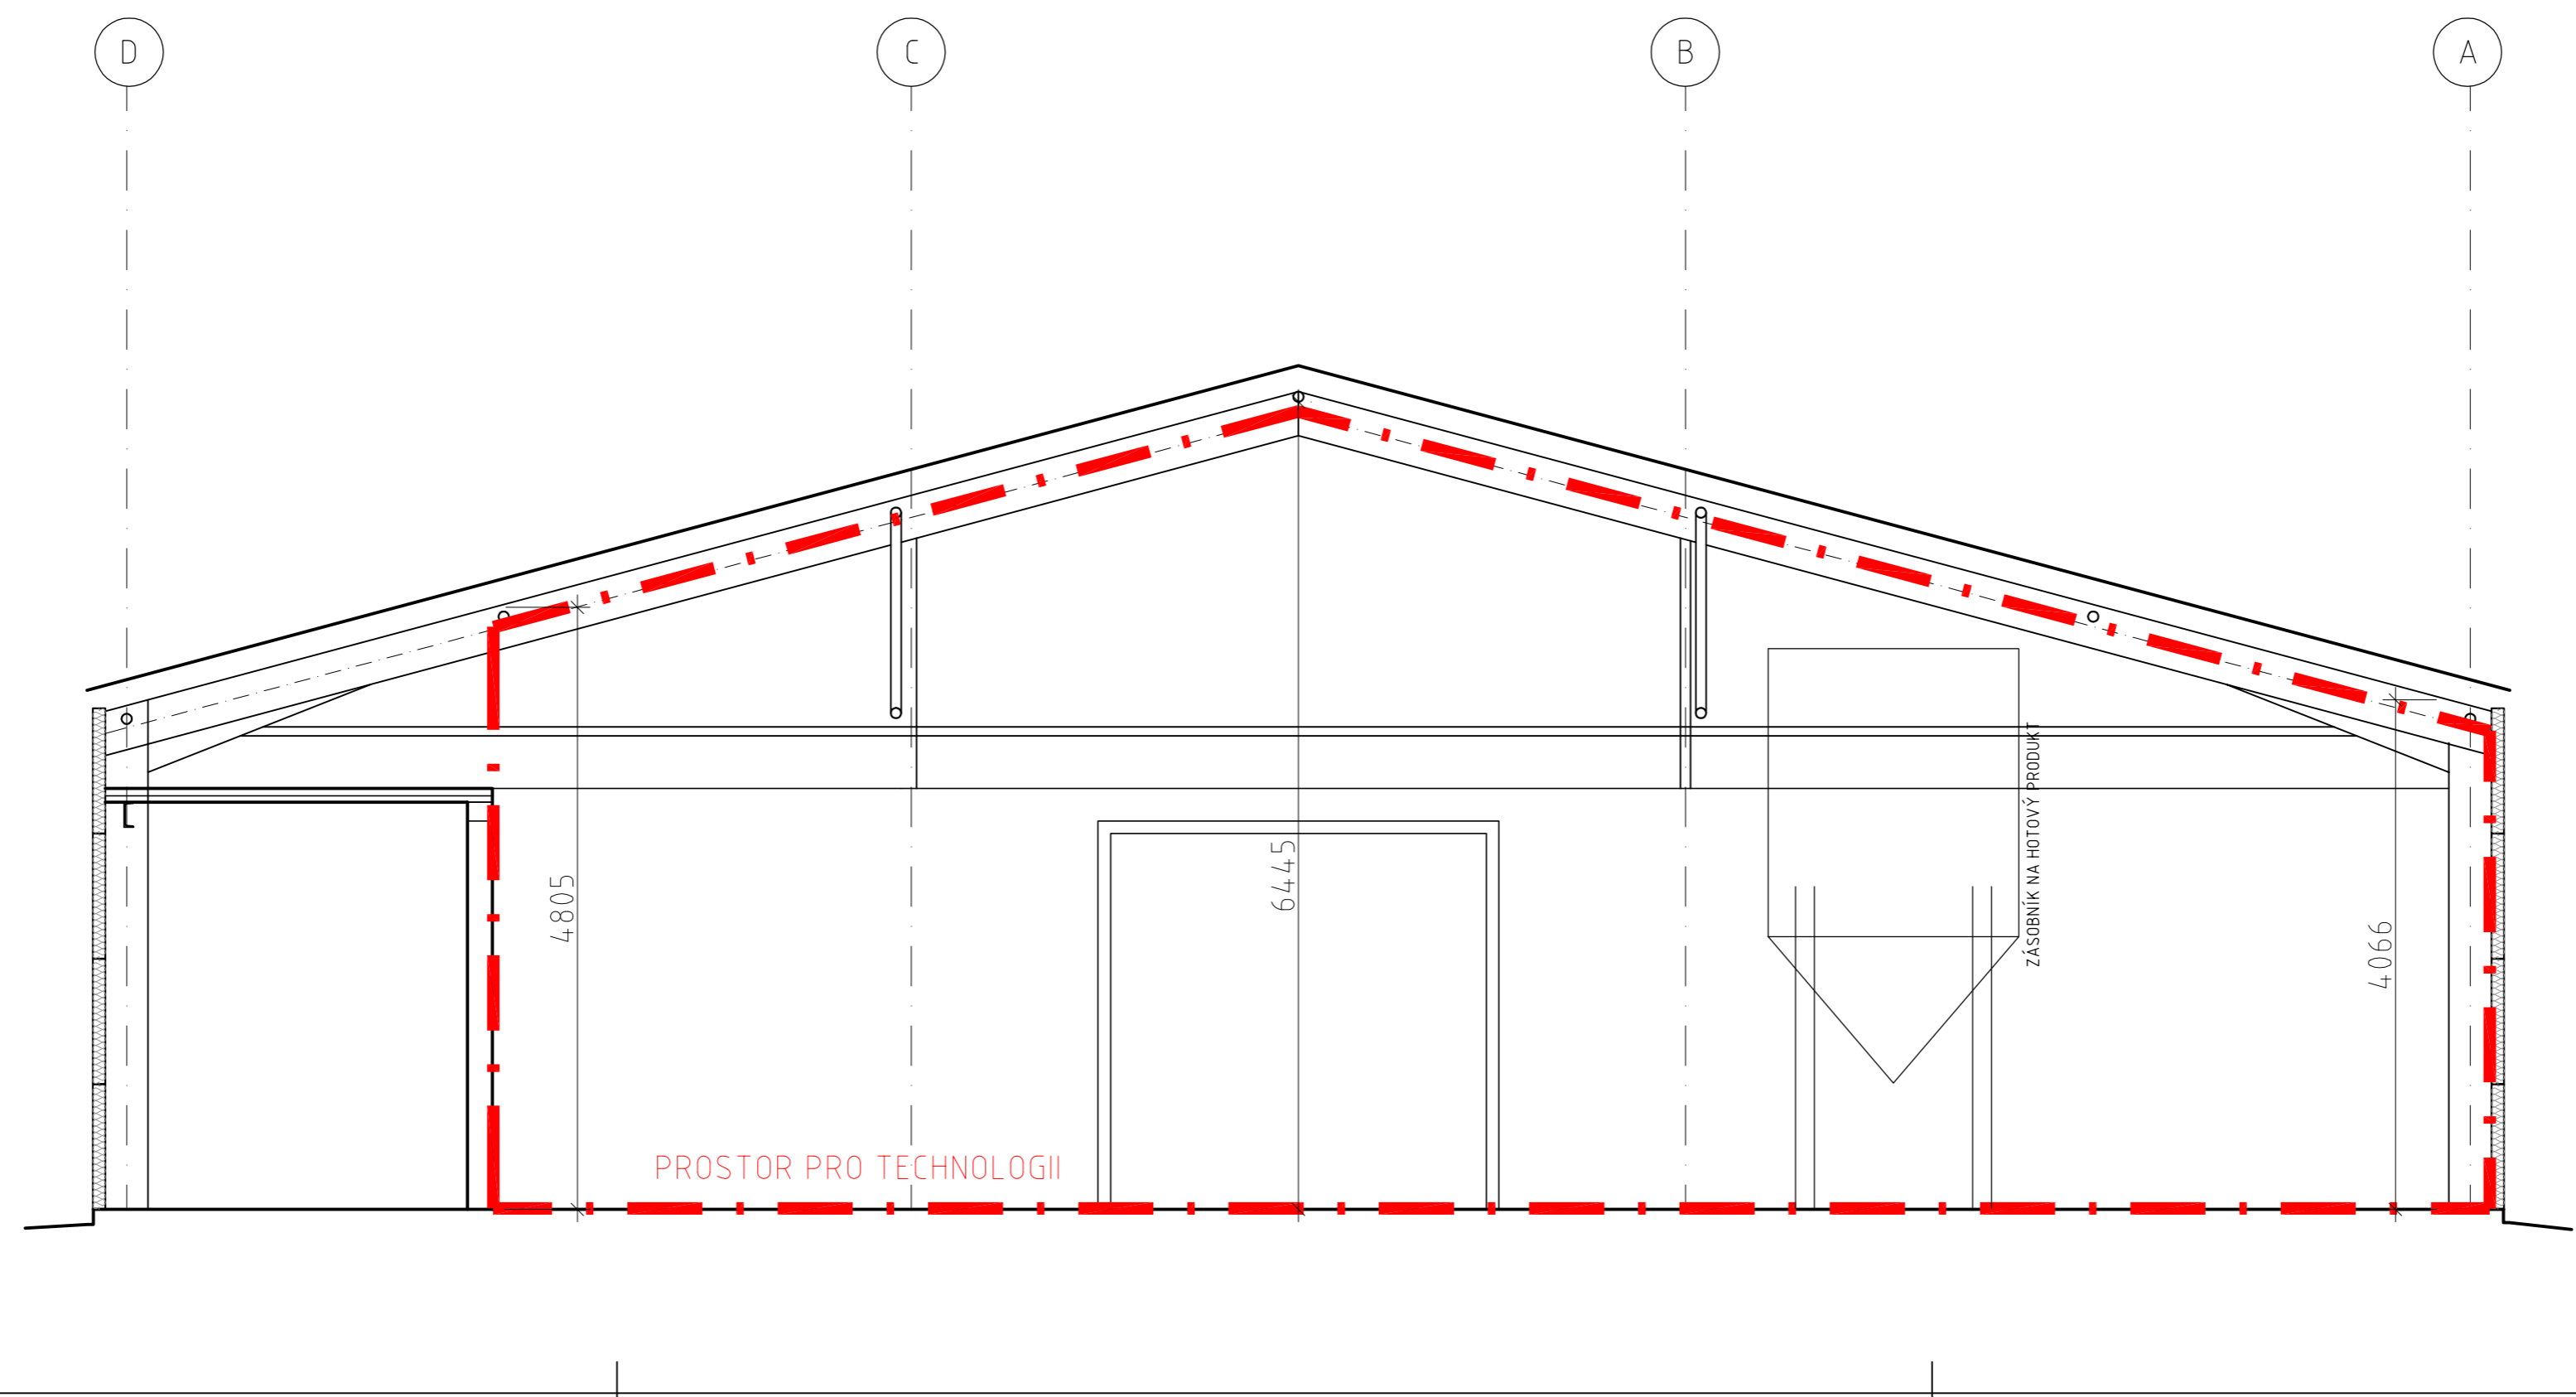 D
C
B
A
4805
6445
ZÁSOBNÍK NA HOTOVÝ PRODUKT
4066
PROSTOR PRO TECHNOLOGII